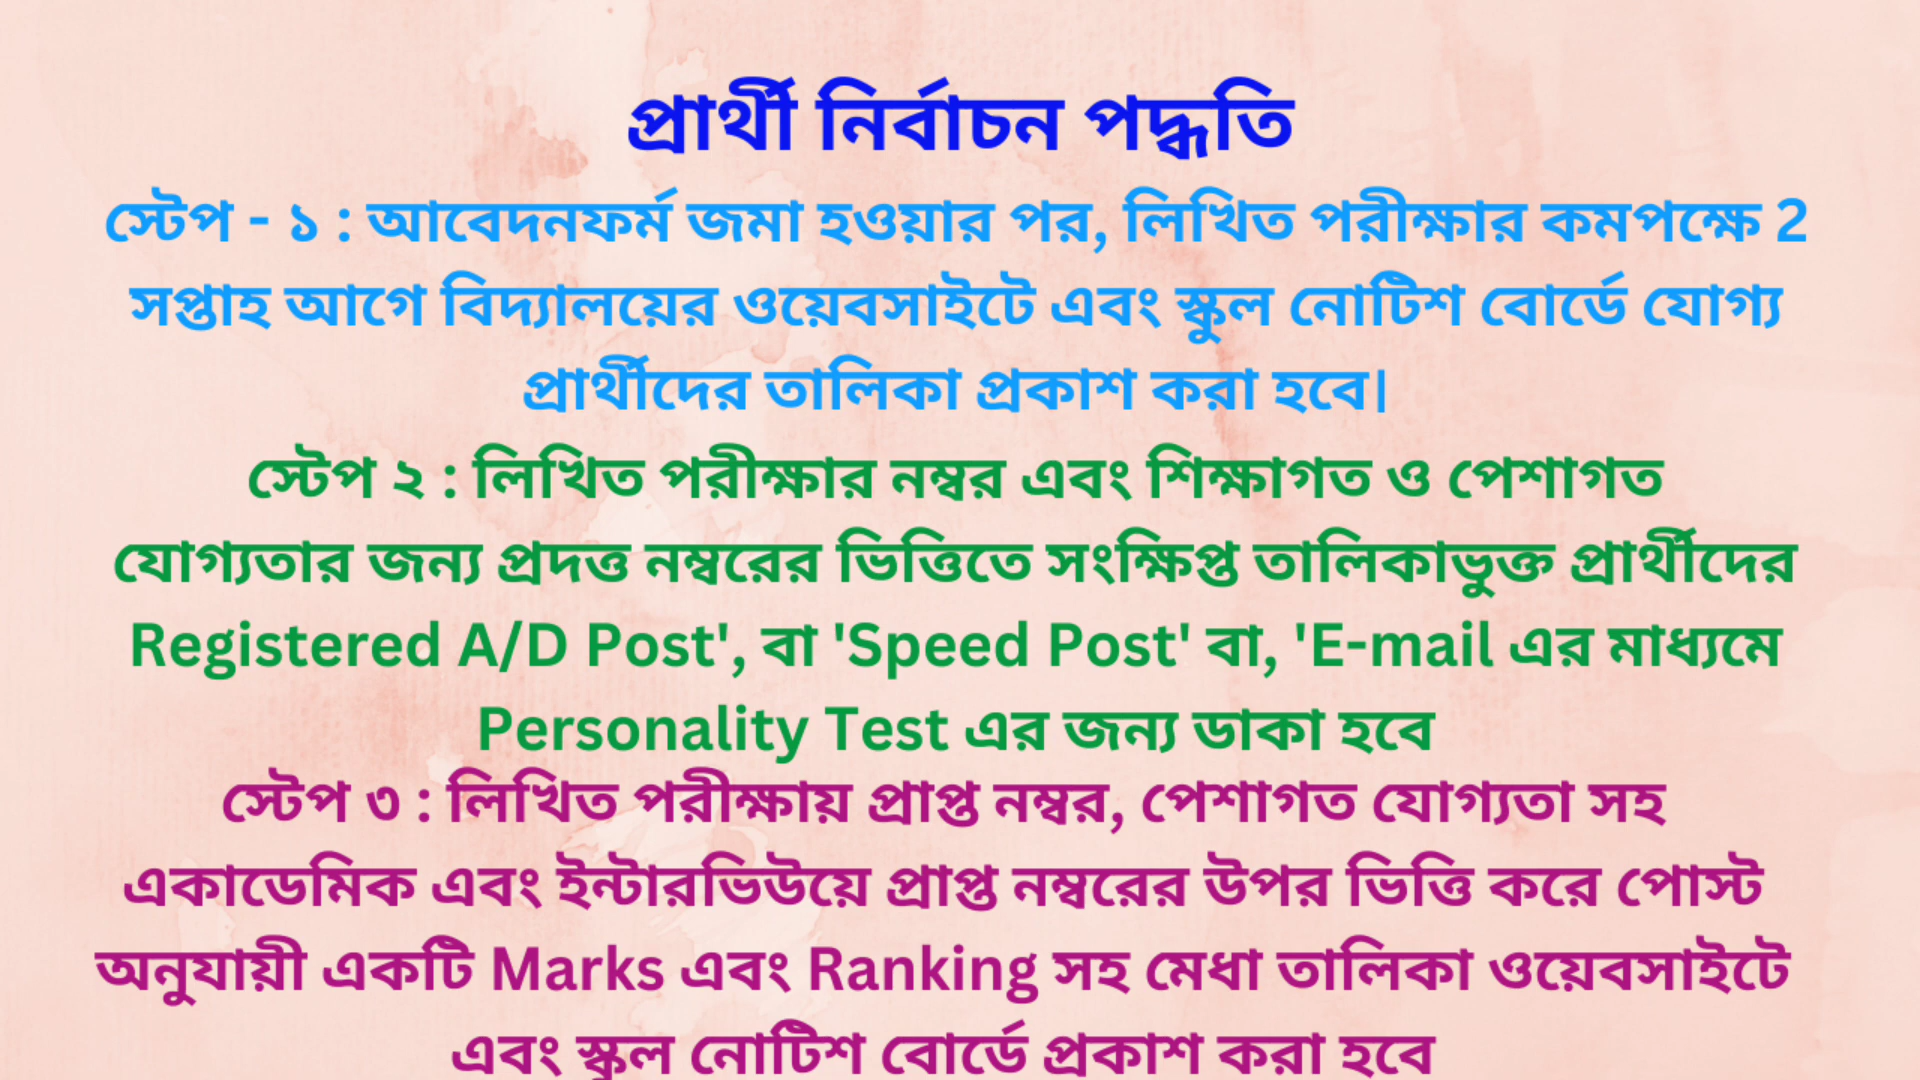 প্রার্থী নির্বাচন পদ্ধতি
স্টেপ - ১ : আবেদনফর্ম জমা হওয়ার পর, লিখিত পরীক্ষার কমপক্ষে 2
সপ্তাহ আগে বিদ্যালয়ের ওয়েবসাইটে এবং স্কুল নোটিশ বোর্ডে যোগ্য
প্রার্থীদের তালিকা প্রকাশ করা হবে।
স্টেপ ২ : লিখিত পরীক্ষার নম্বর এবং শিক্ষাগত ও পেশাগত
যোগ্যতার জন্য প্রদত্ত নম্বরের ভিত্তিতে সংক্ষিপ্ত তালিকাভুক্ত প্রার্থীদের
Registered A/D Post', বা 'Speed Post' বা, 'E-mail এর মাধ্যমে
Personality Test এর জন্য ডাকা হবে
স্টেপ ৩ : লিখিত পরীক্ষায় প্রাপ্ত নম্বর, পেশাগত যোগ্যতা সহ
একাডেমিক এবং ইন্টারভিউয়ে প্রাপ্ত নম্বরের উপর ভিত্তি করে পোস্ট
অনুযায়ী একটি Marks এবং Ranking সহ মেধা তালিকা ওয়েবসাইটে
এবং স্কুল নোটিশ বোর্ডে প্রকাশ করা হবে